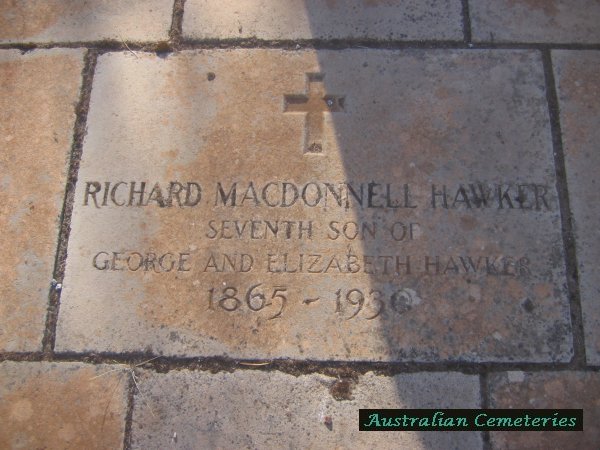 RICHARD MACDONNELL HAWKER
SEVENTH SON OF
GEORGE AND ELIZABETH HAWKER
1865 - 1930
Australian Cemeteries